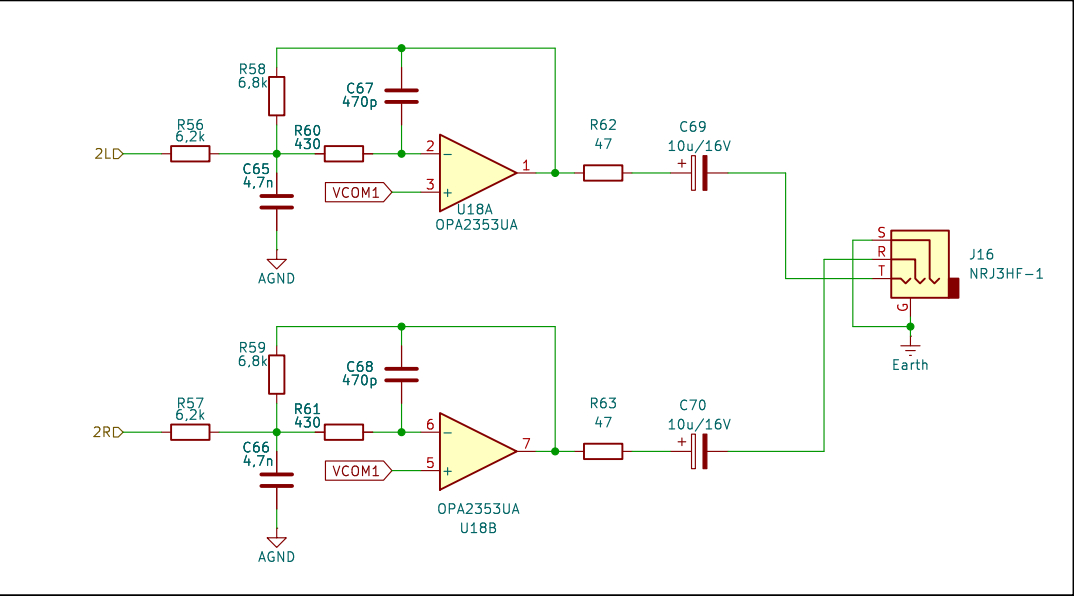 R58
6,8k
C67
470p
R56
6,2k
R60
430
2L
2
1
R62
47
C69
10u/16V
+
C65
4,7n
VCOM1
3
U18A
OPA2353UA
AGND
S
R
T
G
J16
NRJ3HF-1
Earth
R59
6,8k
C68
470p
R57
6,2k
R61
430
2R
6
7
R63
47
C70
10u/16V
+
C66
4,7n
VCOM1
5
OPA2353UA
U18B
AGND